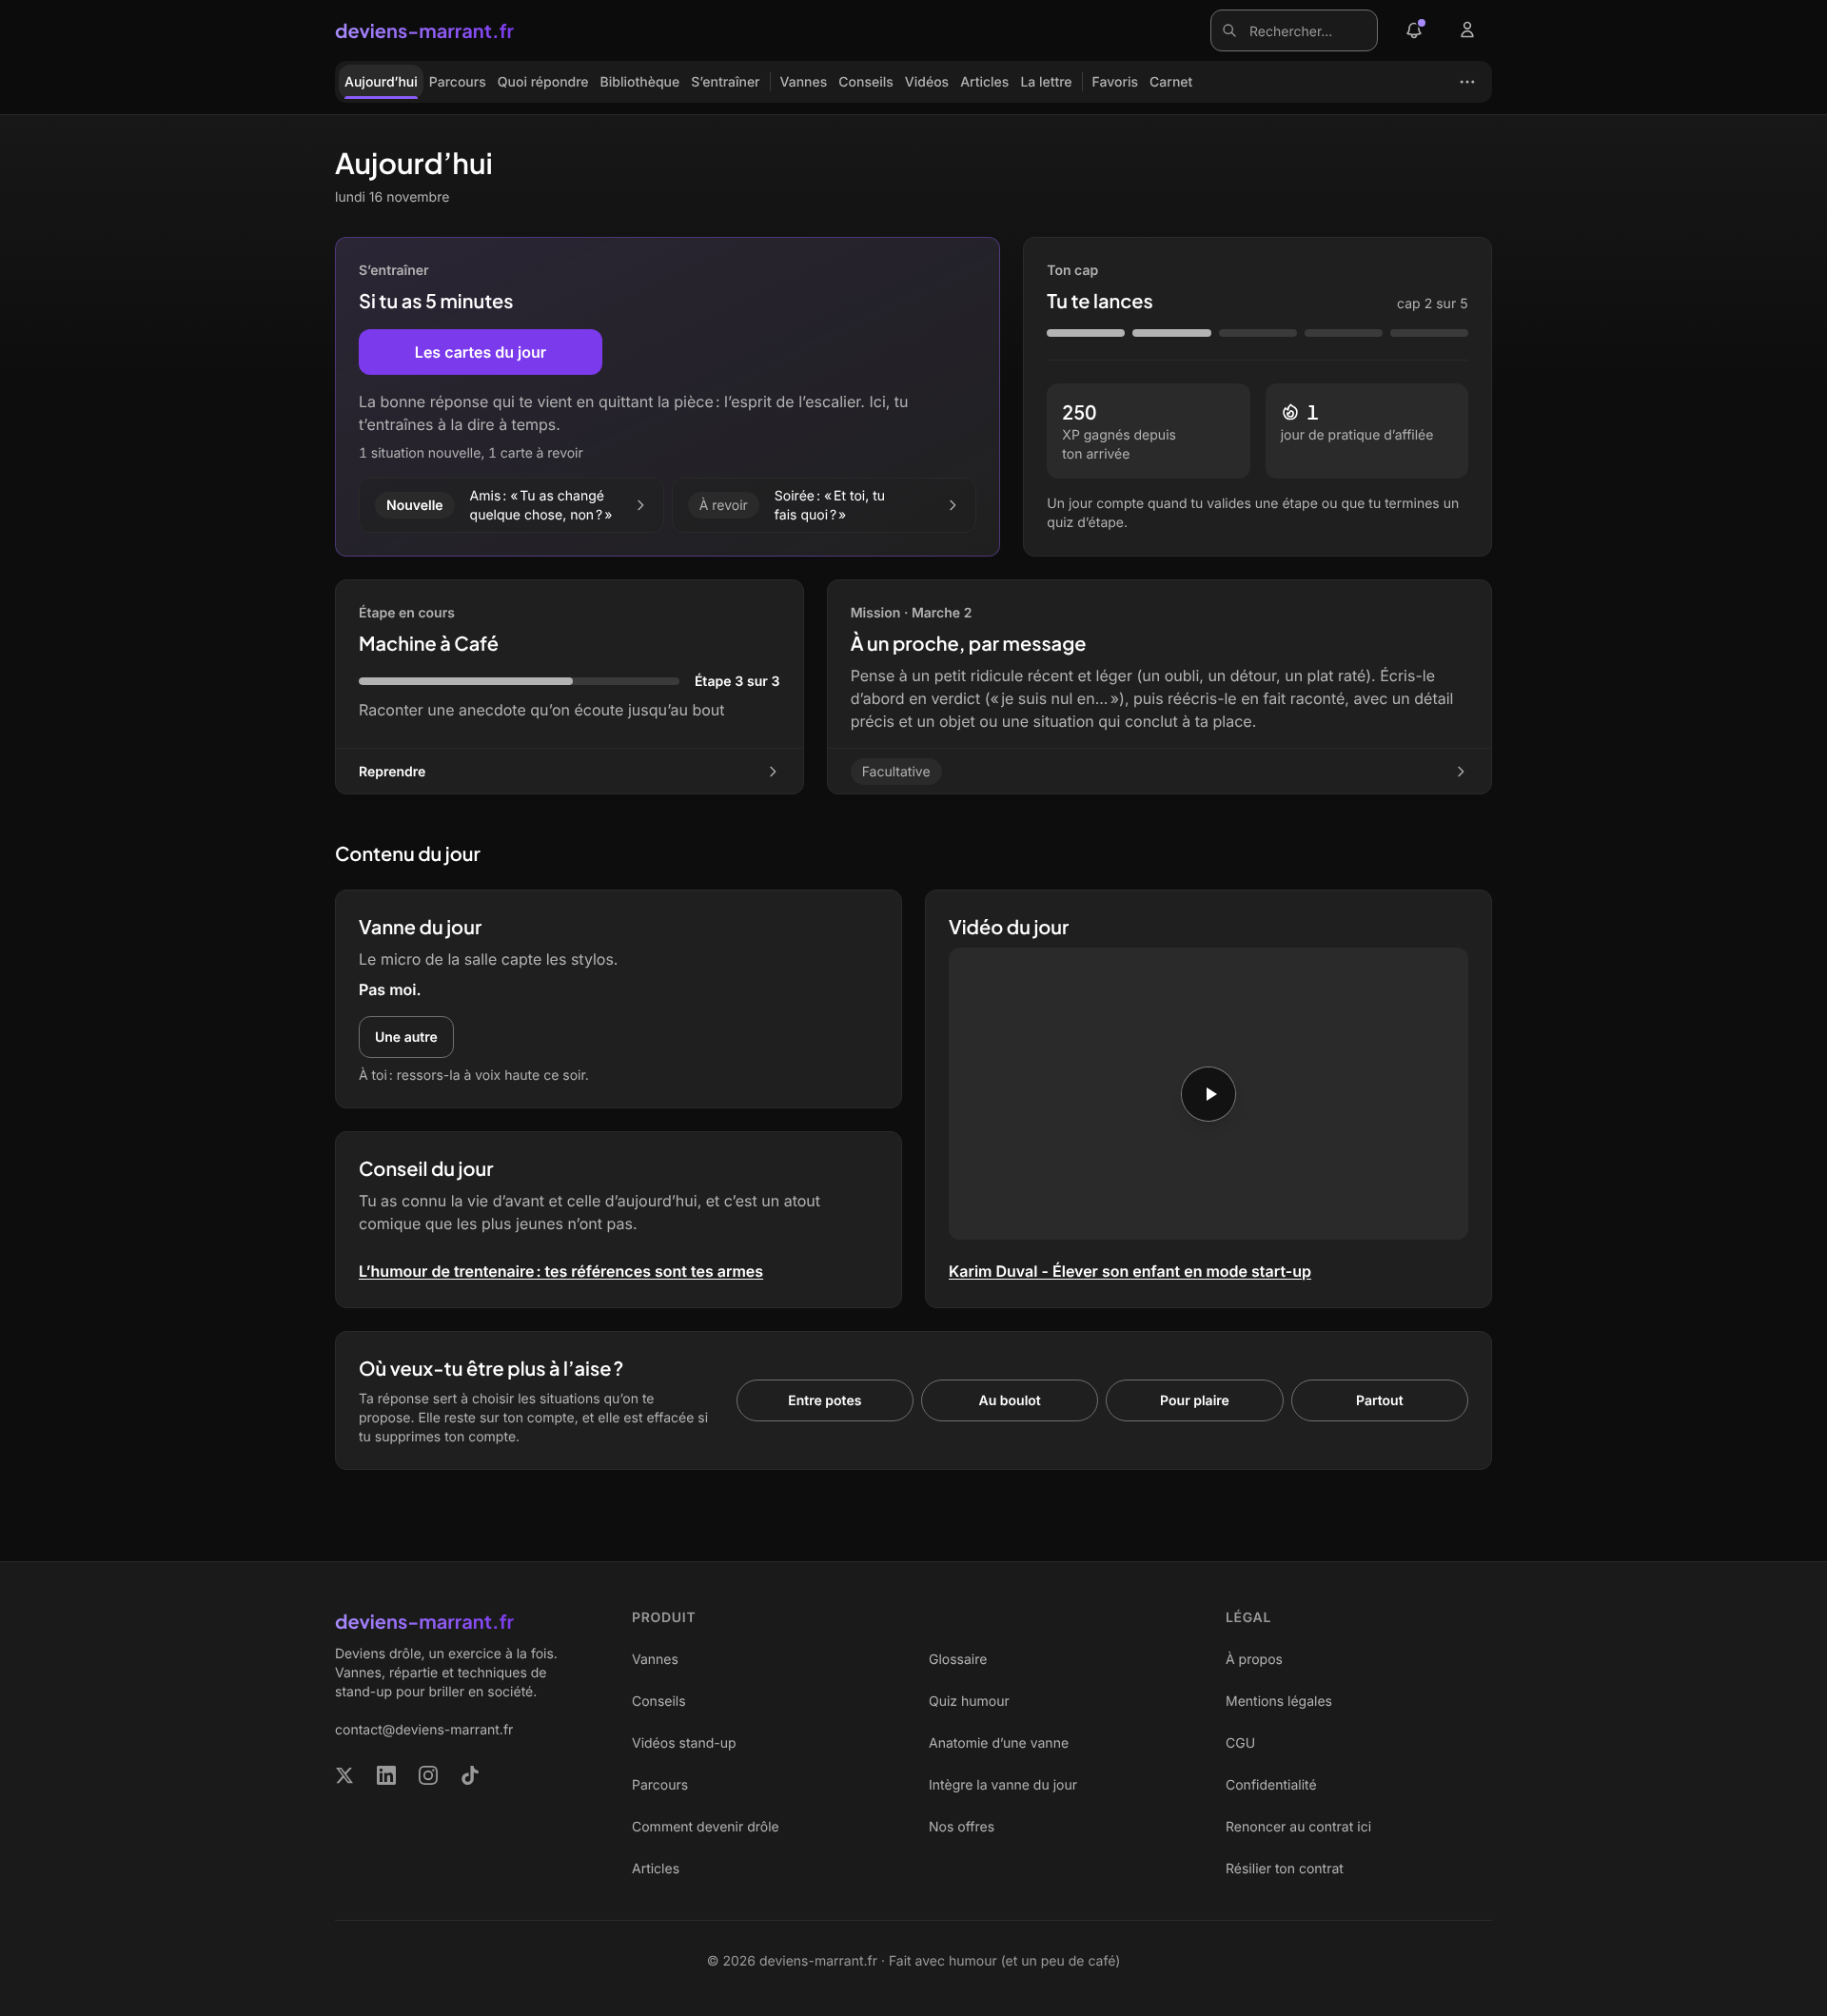 deviens-marrant.fr
Rechercher...
Aujourd’hui Parcours Quoi répondre Bibliothèque S’entraîner Vannes Conseils Vidéos Articles La lettre Favoris Carnet
Aujourd’hui
lundi 16 novembre
S’entraîner
Si tu as 5 minutes
Les cartes du jour
La bonne réponse qui te vient en quittant la pièce : l’esprit de l’escalier. Ici, tu
t’entraînes à la dire à temps.
1 situation nouvelle, 1 carte à revoir
Nouvelle
Amis : « Tu as changé
quelque chose, non ? »
À revoir
Soirée : « Et toi, tu
fais quoi ? »
Ton cap
Tu te lances
cap 2 sur 5
250
XP gagnés depuis
ton arrivée
1
jour de pratique d’affilée
Un jour compte quand tu valides une étape ou que tu termines un
quiz d’étape.
Étape en cours
Machine à Café
Étape 3 sur 3
Raconter une anecdote qu’on écoute jusqu’au bout
Reprendre
Mission · Marche 2
À un proche, par message
Pense à un petit ridicule récent et léger (un oubli, un détour, un plat raté). Écris-le
d’abord en verdict (« je suis nul en… »), puis réécris-le en fait raconté, avec un détail
précis et un objet ou une situation qui conclut à ta place.
Facultative
Contenu du jour
Vanne du jour
Le micro de la salle capte les stylos.
Pas moi.
Une autre
À toi : ressors-la à voix haute ce soir.
Conseil du jour
Tu as connu la vie d’avant et celle d’aujourd’hui, et c’est un atout
comique que les plus jeunes n’ont pas.
L’humour de trentenaire : tes références sont tes armes
Vidéo du jour
Karim Duval - Élever son enfant en mode start-up
Où veux-tu être plus à l’aise ?
Ta réponse sert à choisir les situations qu’on te
propose. Elle reste sur ton compte, et elle est effacée si
tu supprimes ton compte.
Entre potes
Au boulot
Pour plaire
Partout
deviens-marrant.fr
Deviens drôle, un exercice à la fois.
Vannes, répartie et techniques de
stand-up pour briller en société.
contact@deviens-marrant.fr
PRODUIT
Vannes
Conseils
Vidéos stand-up
Parcours
Comment devenir drôle
Articles
Glossaire
Quiz humour
Anatomie d’une vanne
Intègre la vanne du jour
Nos offres
LÉGAL
À propos
Mentions légales
CGU
Confidentialité
Renoncer au contrat ici
Résilier ton contrat
© 2026 deviens-marrant.fr · Fait avec humour (et un peu de café)